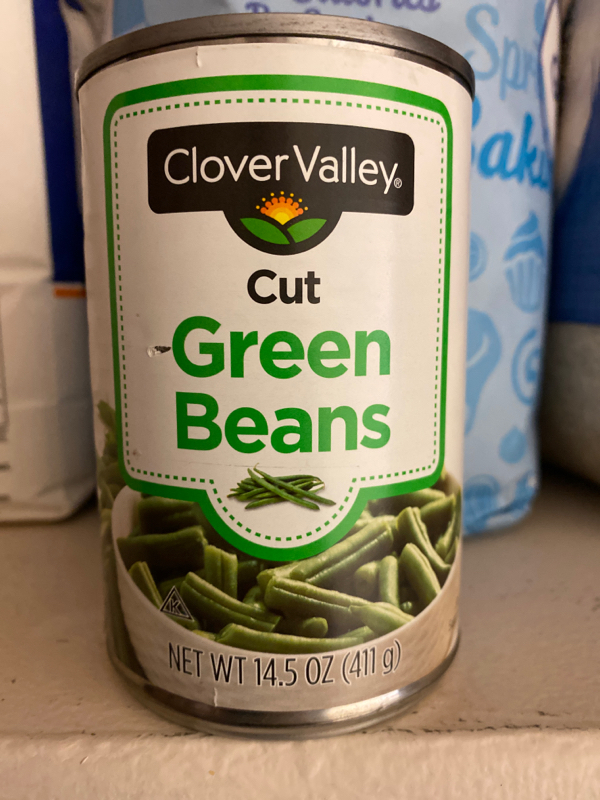 Clover Valley®
Cut
Green
Beans
K
NET WT 14.5 OZ (411 g)